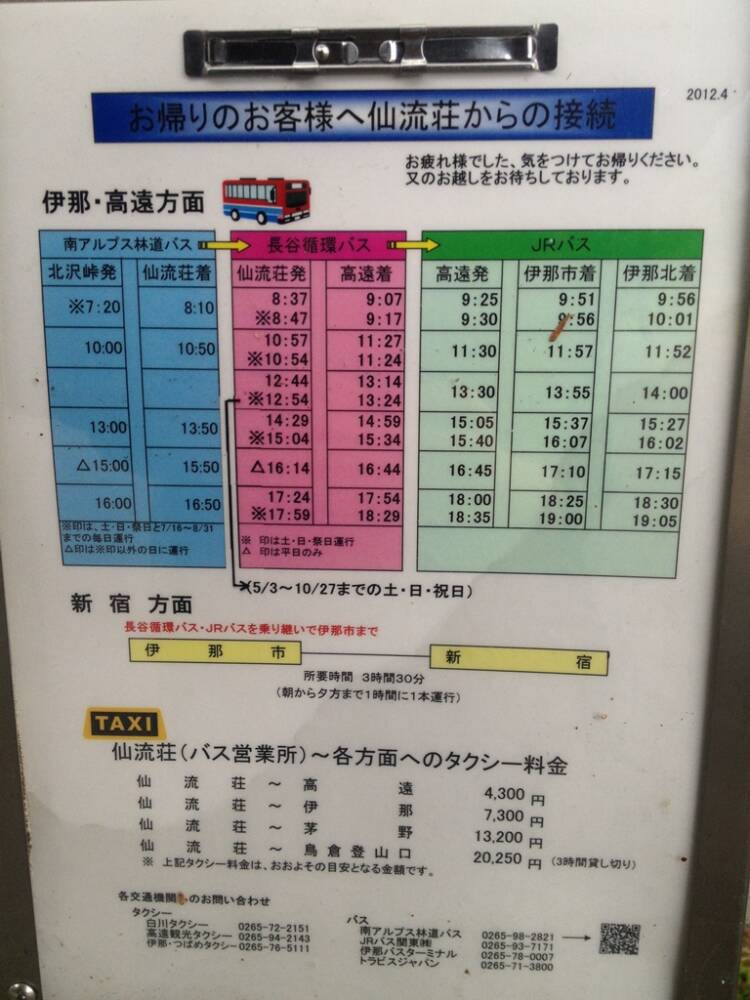 2012.4
お帰りのお客様へ仙流荘からの接続
お疲れ様でした、気をつけてお帰りください。
又のお越しをお待ちしております。
伊那・高遠方面
南アルプス林道バス 長谷循環バス JRバス
北沢峠発 仙流荘着 仙流荘発 高遠着 高遠発 伊那市着 伊那北着
※7:20 8:10 8:37 9:07 9:25 9:51 9:56
※8:47 9:17 9:30 9:56 10:01
10:00 10:50 10:57 11:27 11:30 11:57 11:52
※10:54 11:24
12:44 13:14 13:30 13:55 14:00
※12:54 13:24
13:00 13:50 14:29 14:59 15:05 15:37 15:27
※15:04 15:34 15:40 16:07 16:02
△15:00 15:50 △16:14 16:44 16:45 17:10 17:15
16:00 16:50 17:24 17:54 18:00 18:25 18:30
※17:59 18:29 18:35 19:00 19:05
※印は、土・日・祭日と7/16~8/31
までの毎日運行
△印は※印以外の日に運行
※ 印は土・日・祭日運行
△ 印は平日のみ
(5/3~10/27までの土・日・祝日)
新宿方面
長谷循環バス・JRバスを乗り継いで伊那市まで
伊那市 新宿
所要時間 3時間30分
(朝から夕方まで1時間に1本運行)
TAXI
仙流荘(バス営業所)~各方面へのタクシー料金
仙流荘~高遠 4,300円
仙流荘~伊那 7,300円
仙流荘~茅野 13,200円
仙流荘~鳥倉登山口 20,250円 (3時間貸し切り)
※ 上記タクシー料金は、おおよその目安となる金額です。
各交通機関へのお問い合わせ
タクシー
白川タクシー 0265-72-2151
高遠観光タクシー 0265-94-2143
伊那・つばめタクシー 0265-76-5111
バス
南アルプス林道バス 0265-98-2821
JRバス関東㈱ 0265-93-7171
伊那バスターミナル 0265-78-0007
トラビスジャパン 0265-71-3800